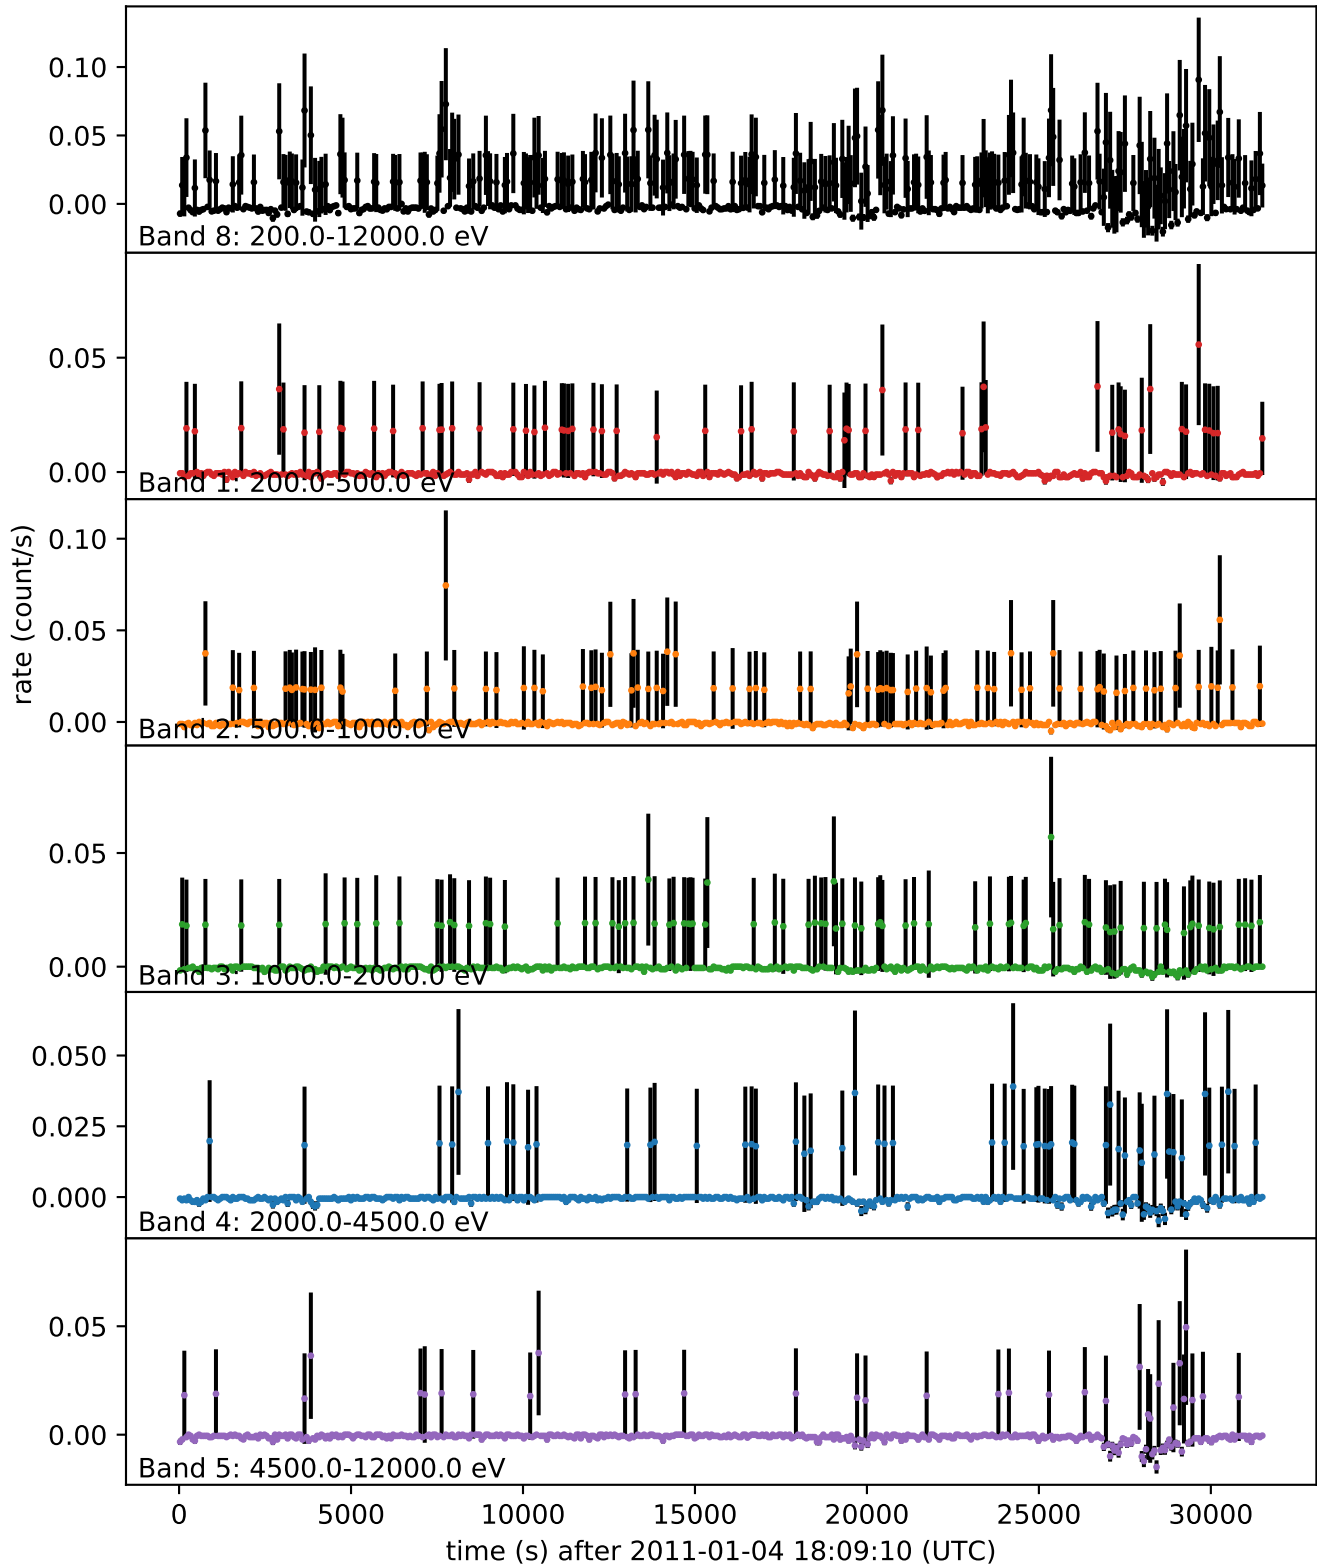 0.10
0.05
0.00
Band 8: 200.0-12000.0 eV
0.05
0.00
Band 1: 200.0-500.0 eV
rate (count/s)
0.10
0.05
0.00
Band 2: 500.0-1000.0 eV
0.05
0.00
Band 3: 1000.0-2000.0 eV
0.050
0.025
0.000
Band 4: 2000.0-4500.0 eV
0.05
0.00
Band 5: 4500.0-12000.0 eV
0 5000 10000 15000 20000 25000 30000
time (s) after 2011-01-04 18:09:10 (UTC)